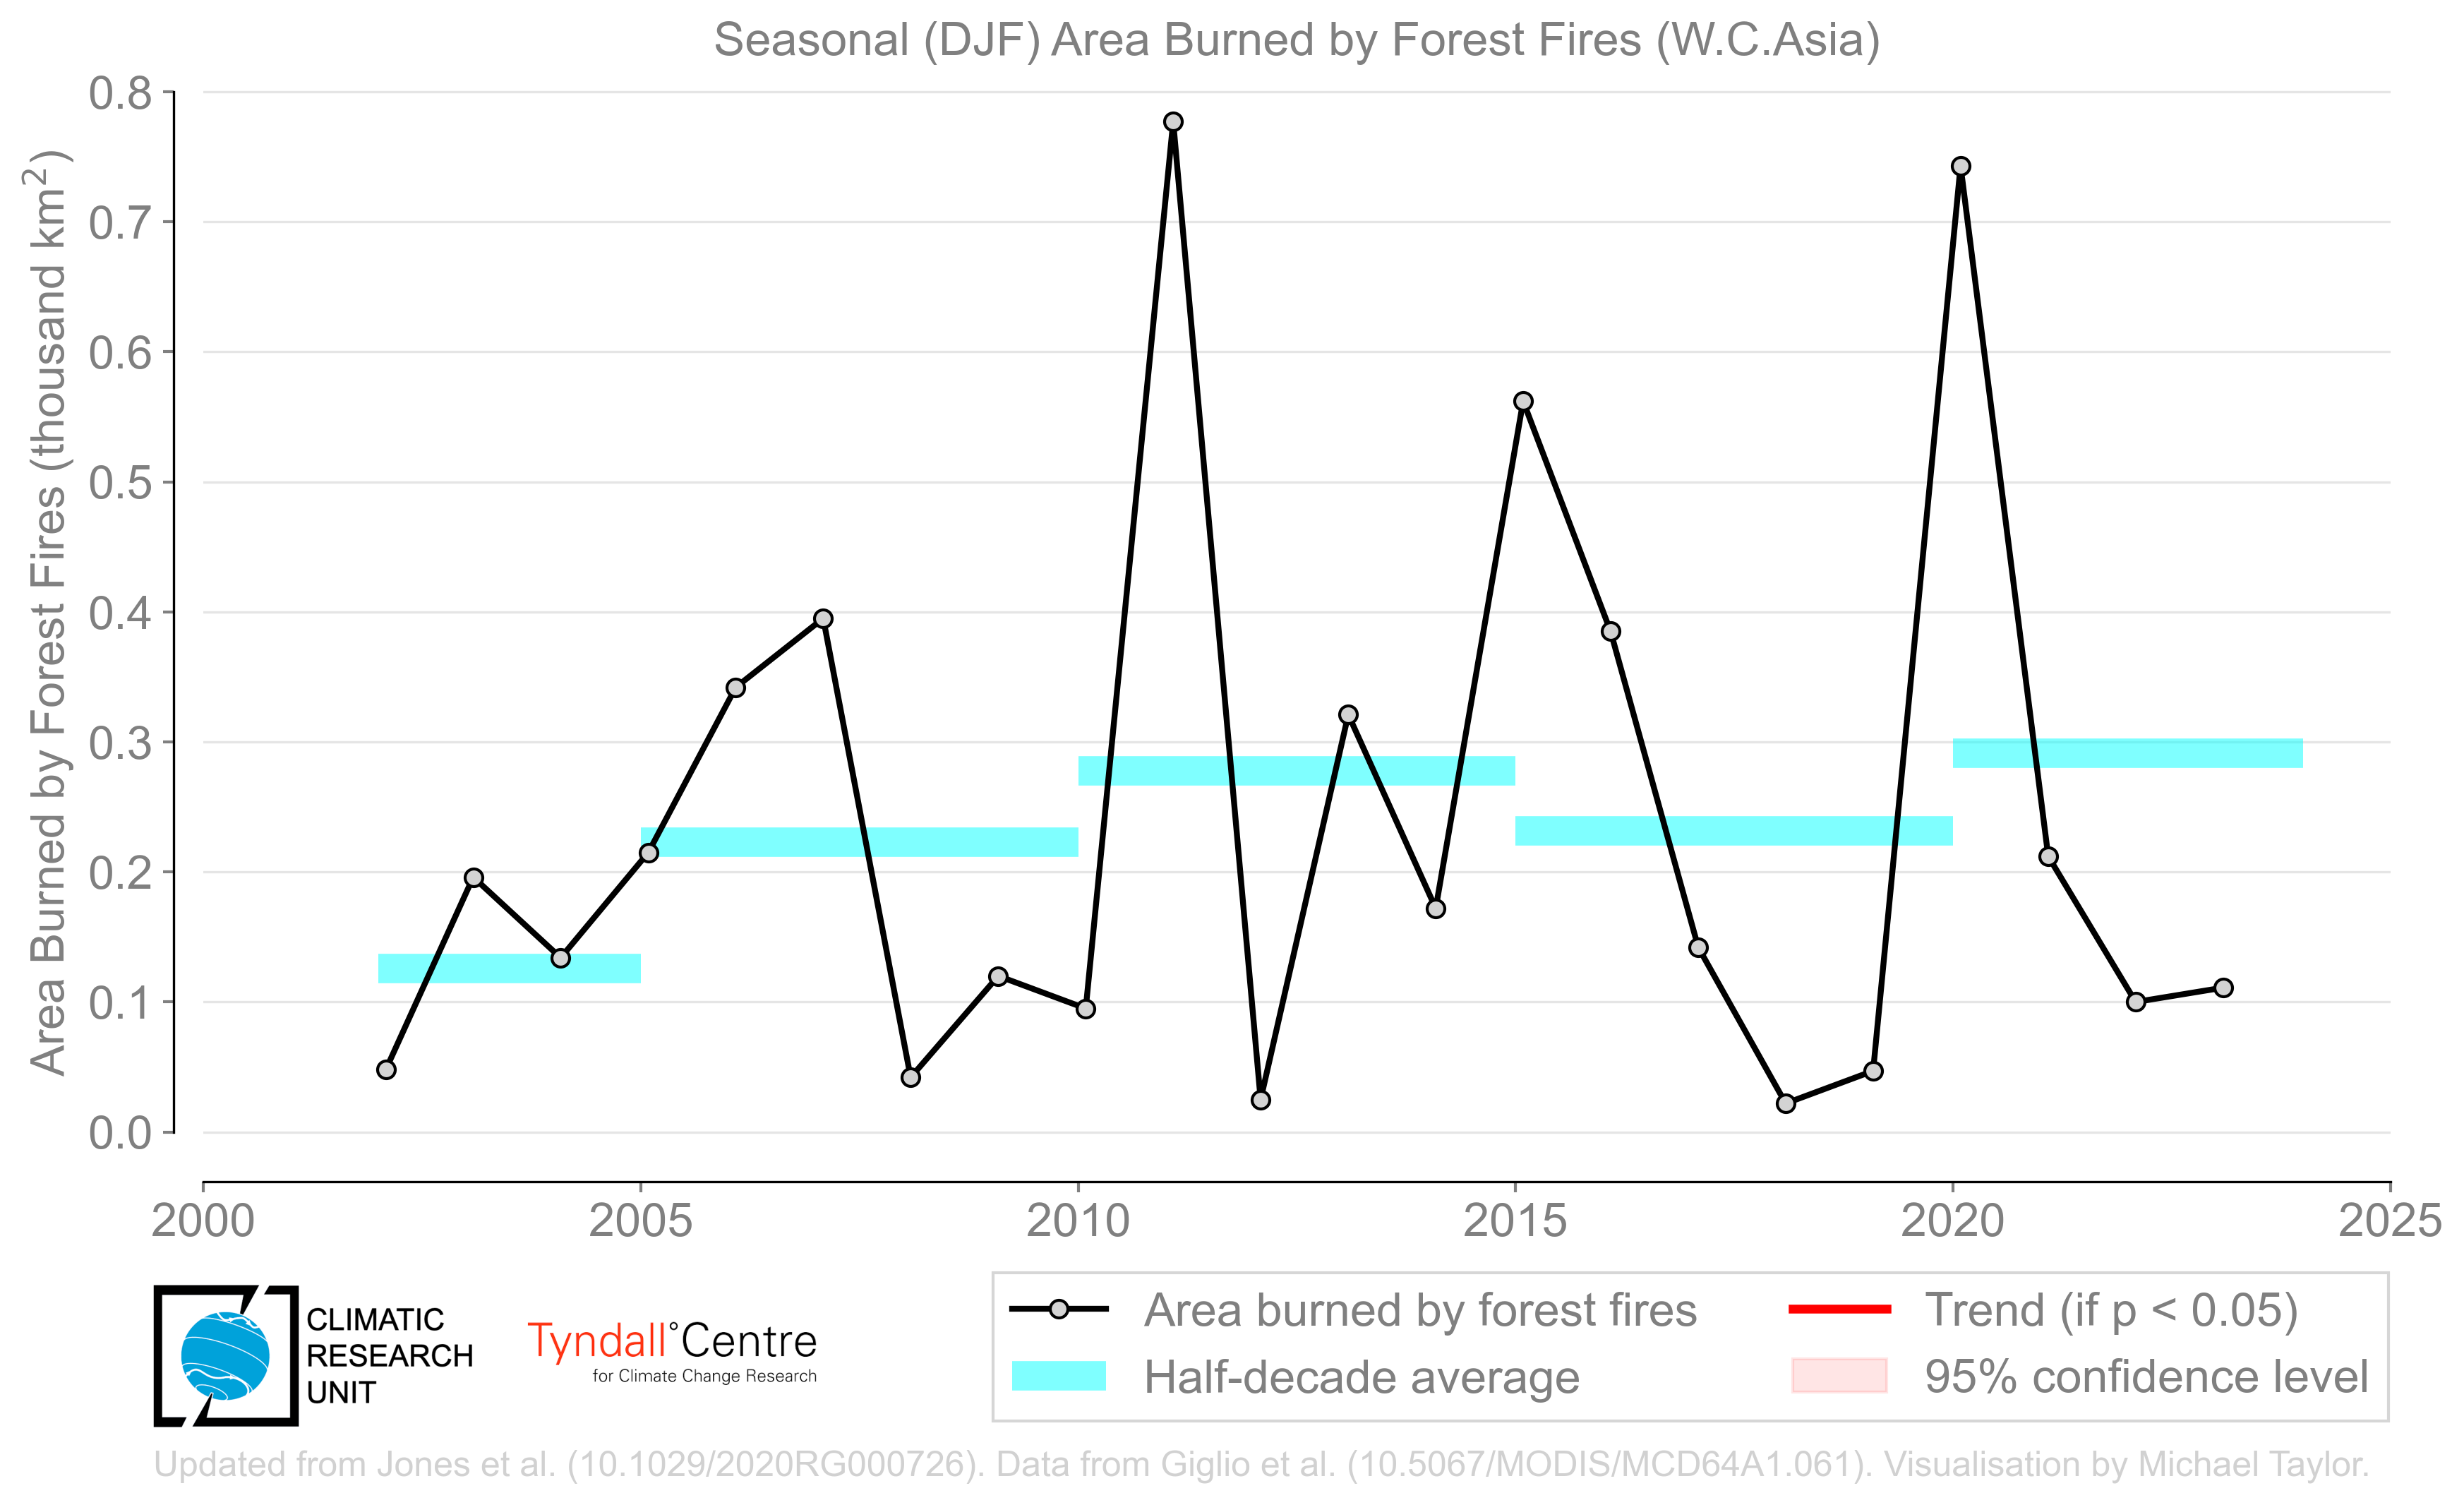 Seasonal (DJF) Area Burned by Forest Fires (W.C.Asia)
Area Burned by Forest Fires (thousand km²)
0.8
0.7
0.6
0.5
0.4
0.3
0.2
0.1
0.0
2000 2005 2010 2015 2020 2025
CLIMATIC
RESEARCH
UNIT
Tyndall°Centre
for Climate Change Research
Area burned by forest fires
Half-decade average
Trend (if p < 0.05)
95% confidence level
Updated from Jones et al. (10.1029/2020RG000726). Data from Giglio et al. (10.5067/MODIS/MCD64A1.061). Visualisation by Michael Taylor.